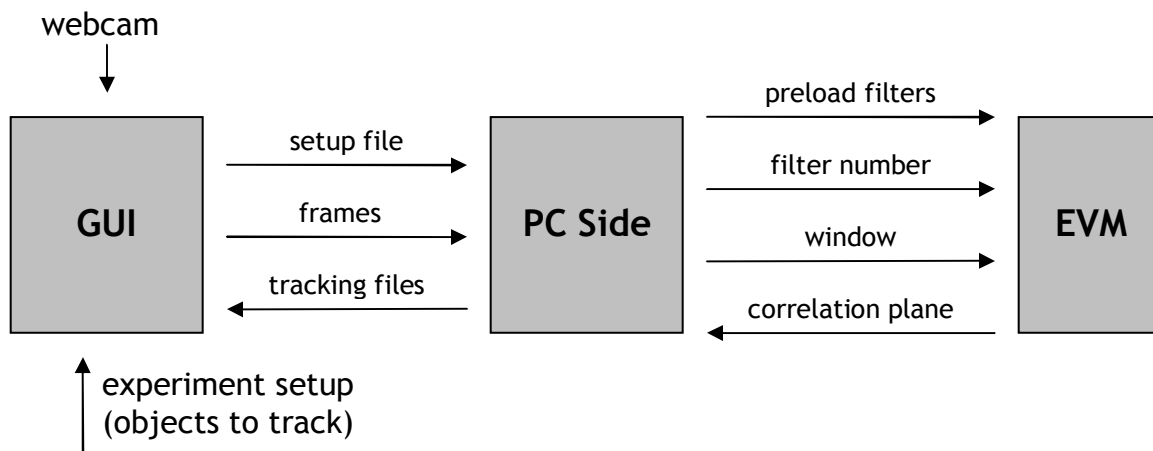 webcam
GUI
setup file
frames
tracking files
PC Side
preload filters
filter number
window
correlation plane
EVM
experiment setup
(objects to track)